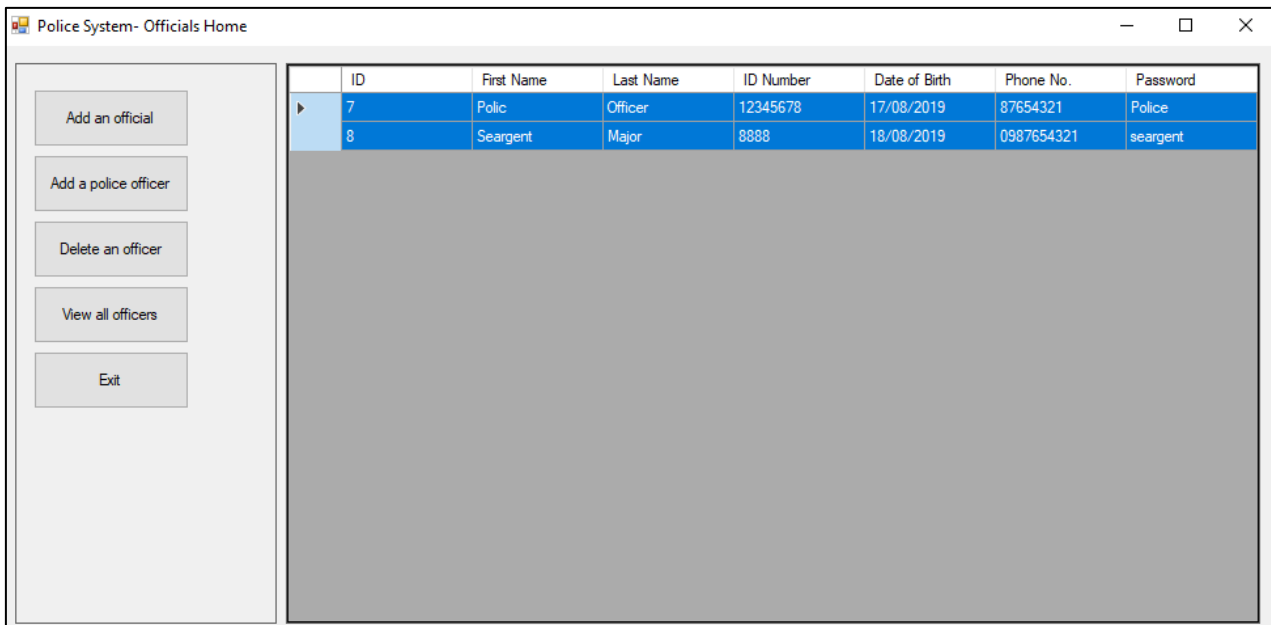 Police System- Officials Home
Add an official
Add a police officer
Delete an officer
View all officers
Exit
ID First Name Last Name ID Number Date of Birth Phone No. Password
7 Polic Officer 12345678 17/08/2019 87654321 Police
8 Seargent Major 8888 18/08/2019 0987654321 seargent